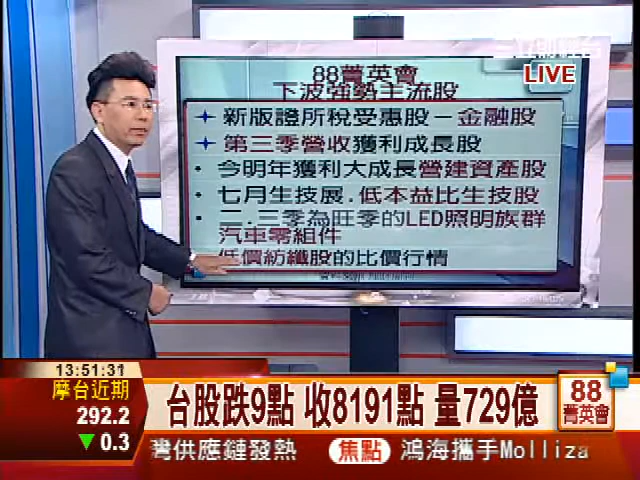 三立財經台
LIVE
88菁英會
下波強勢主流股
新版證所稅受惠股－金融股
第三季營收獲利成長股
今明年獲利大成長營建資產股
七月生技展.低本益比生技股
二.三季為旺季的LED照明族群
汽車零組件
低價紡纖股的比價行情
13:51:31
摩台近期
292.2
▼0.3
台股跌9點 收8191點 量729億
88
菁英會
灣供應鏈發熱 焦點 鴻海攜手Molliza